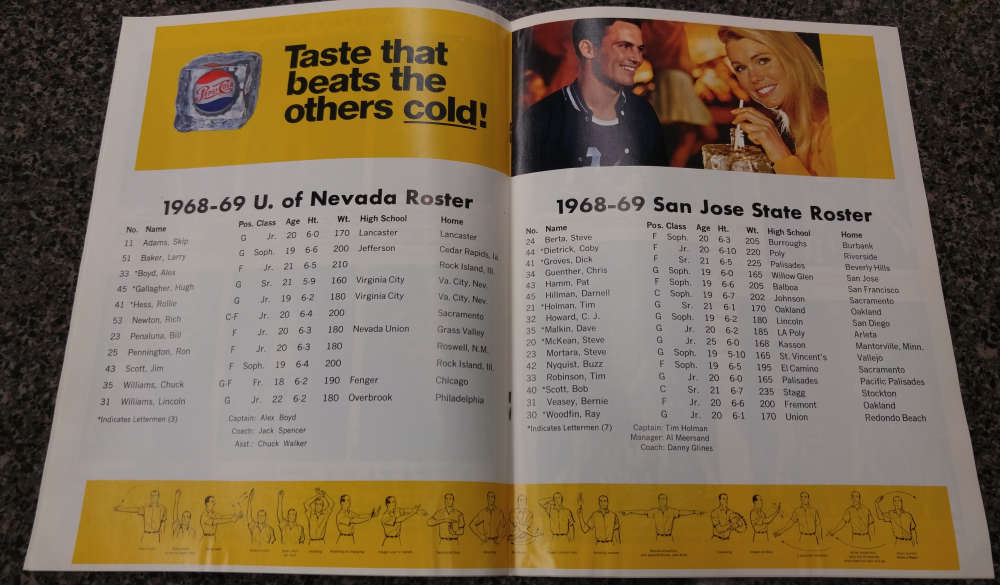 Pepsi-Cola
Taste that
beats the
others cold!
1968-69 U. of Nevada Roster
No. Name Pos. Class Age Ht. Wt. High School Home
11 Adams, Skip G Jr. 20 6-0 170 Lancaster Lancaster
51 Baker, Larry G Soph. 19 6-6 200 Jefferson Cedar Rapids, Ia.
33 *Boyd, Alex F Jr. 21 6-5 210 Rock Island, Ill.
45 *Gallagher, Hugh G Sr. 21 5-9 160 Virginia City Va. City, Nev.
41 *Hess, Rollie G Jr. 19 6-2 180 Virginia City Va. City, Nev.
53 Newton, Rich C-F Jr. 20 6-4 200 Sacramento
23 Penaluna, Bill F Jr. 20 6-3 180 Nevada Union Grass Valley
25 Pennington, Ron F Jr. 20 6-3 180 Roswell, N.M.
43 Scott, Jim F Soph. 19 6-4 200 Rock Island, Ill.
35 Williams, Chuck G-F Fr. 18 6-2 190 Fenger Chicago
31 Williams, Lincoln G Jr. 22 6-2 180 Overbrook Philadelphia
*Indicates Lettermen (3)
Captain: Alex Boyd
Coach: Jack Spencer
Asst.: Chuck Walker
1968-69 San Jose State Roster
No. Name Pos. Class Age Ht. Wt. High School Home
24 Berta, Steve F Soph. 20 6-3 205 Burroughs Burbank
44 *Dietrick, Coby F Jr. 20 6-10 220 Poly Riverside
41 *Groves, Dick F Sr. 21 6-5 225 Palisades Beverly Hills
34 Guenther, Chris G Soph. 19 6-0 165 Willow Glen San Jose
43 Hamm, Pat F Soph. 19 6-6 205 Balboa San Francisco
45 Hillman, Darnell C Soph. 19 6-7 202 Johnson Sacramento
21 *Holman, Tim G Sr. 21 6-1 170 Oakland Oakland
32 Howard, C. J. G Soph. 19 6-2 180 Lincoln San Diego
35 *Malkin, Dave G Jr. 20 6-2 185 LA Poly Arleta
20 *McKean, Steve G Jr. 25 6-0 168 Kasson Mantorville, Minn.
23 Mortara, Steve G Soph. 19 5-10 165 St. Vincent's Vallejo
42 Nyquist, Buzz F Soph. 19 6-5 195 El Camino Sacramento
33 Robinson, Tim G Jr. 20 6-0 165 Palisades Pacific Palisades
40 *Scott, Bob C Sr. 21 6-7 235 Stagg Stockton
31 Veasey, Bernie F Jr. 20 6-6 200 Fremont Oakland
30 *Woodfin, Ray G Jr. 20 6-1 170 Union Redondo Beach
*Indicates Lettermen (7)
Captain: Tim Holman
Manager: Al Meersand
Coach: Danny Glines